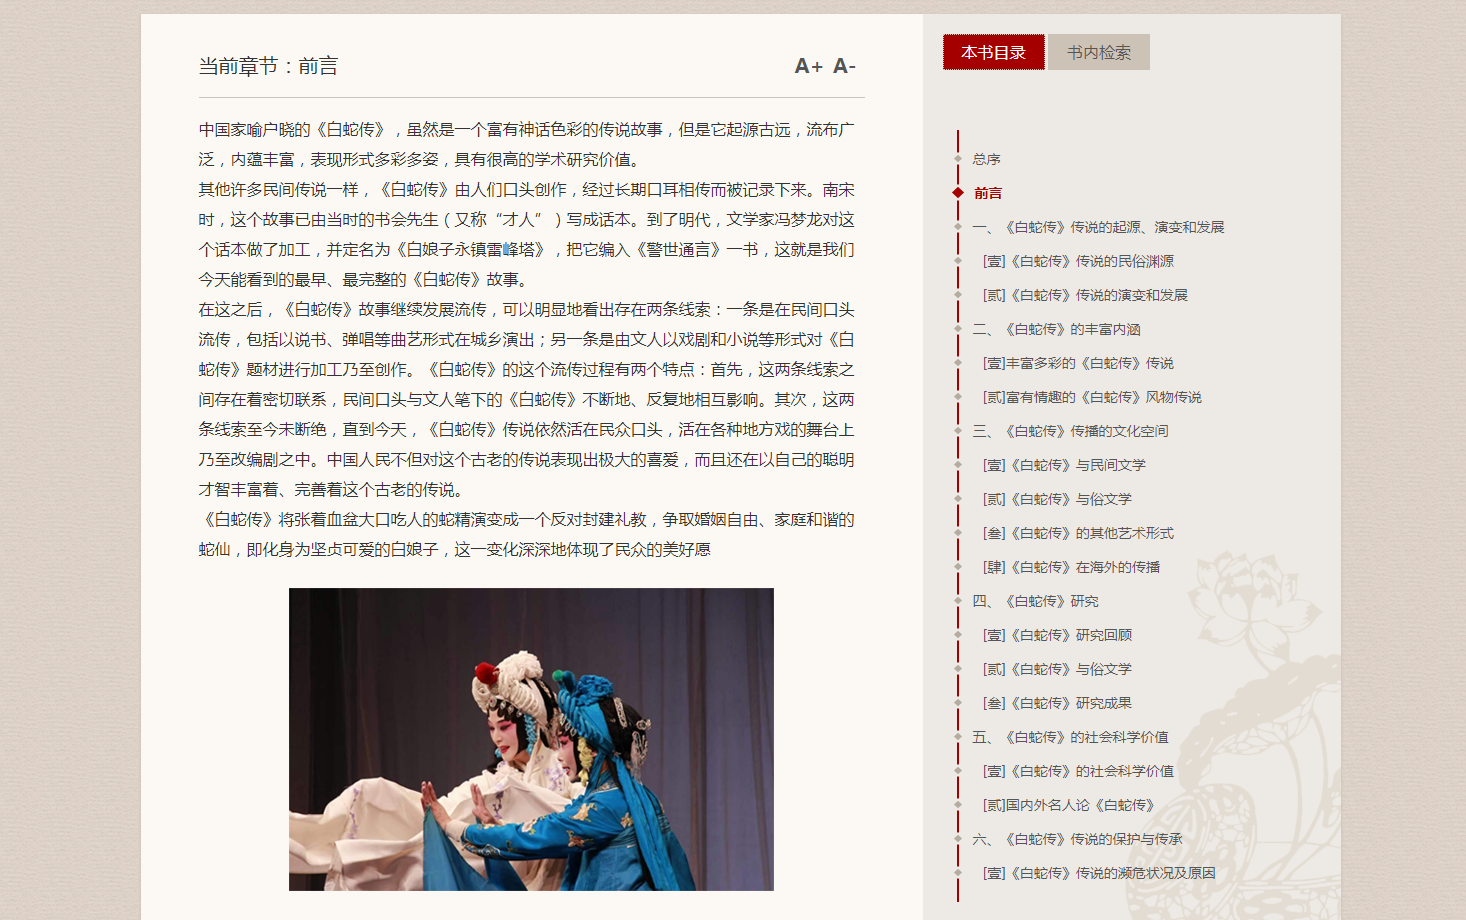 当前章节：前言
A+ A-
中国家喻户晓的《白蛇传》，虽然是一个富有神话色彩的传说故事，但是它起源古远，流布广
泛，内蕴丰富，表现形式多彩多姿，具有很高的学术研究价值。
其他许多民间传说一样，《白蛇传》由人们口头创作，经过长期口耳相传而被记录下来。南宋
时，这个故事已由当时的书会先生（又称“才人”）写成话本。到了明代，文学家冯梦龙对这
个话本做了加工，并定名为《白娘子永镇雷峰塔》，把它编入《警世通言》一书，这就是我们
今天能看到的最早、最完整的《白蛇传》故事。
在这之后，《白蛇传》故事继续发展流传，可以明显地看出存在两条线索：一条是在民间口头
流传，包括以说书、弹唱等曲艺形式在城乡演出；另一条是由文人以戏剧和小说等形式对《白
蛇传》题材进行加工乃至创作。《白蛇传》的这个流传过程有两个特点：首先，这两条线索之
间存在着密切联系，民间口头与文人笔下的《白蛇传》不断地、反复地相互影响。其次，这两
条线索至今未断绝，直到今天，《白蛇传》传说依然活在民众口头，活在各种地方戏的舞台上
乃至改编剧之中。中国人民不但对这个古老的传说表现出极大的喜爱，而且还在以自己的聪明
才智丰富着、完善着这个古老的传说。
《白蛇传》将张着血盆大口吃人的蛇精演变成一个反对封建礼教，争取婚姻自由、家庭和谐的
蛇仙，即化身为坚贞可爱的白娘子，这一变化深深地体现了民众的美好愿
本书目录
书内检索
总序
前言
一、《白蛇传》传说的起源、演变和发展
[壹]《白蛇传》传说的民俗渊源
[贰]《白蛇传》传说的演变和发展
二、《白蛇传》的丰富内涵
[壹]丰富多彩的《白蛇传》传说
[贰]富有情趣的《白蛇传》风物传说
三、《白蛇传》传播的文化空间
[壹]《白蛇传》与民间文学
[贰]《白蛇传》与俗文学
[叁]《白蛇传》的其他艺术形式
[肆]《白蛇传》在海外的传播
四、《白蛇传》研究
[壹]《白蛇传》研究回顾
[贰]《白蛇传》与俗文学
[叁]《白蛇传》研究成果
五、《白蛇传》的社会科学价值
[壹]《白蛇传》的社会科学价值
[贰]国内外名人论《白蛇传》
六、《白蛇传》传说的保护与传承
[壹]《白蛇传》传说的濒危状况及原因